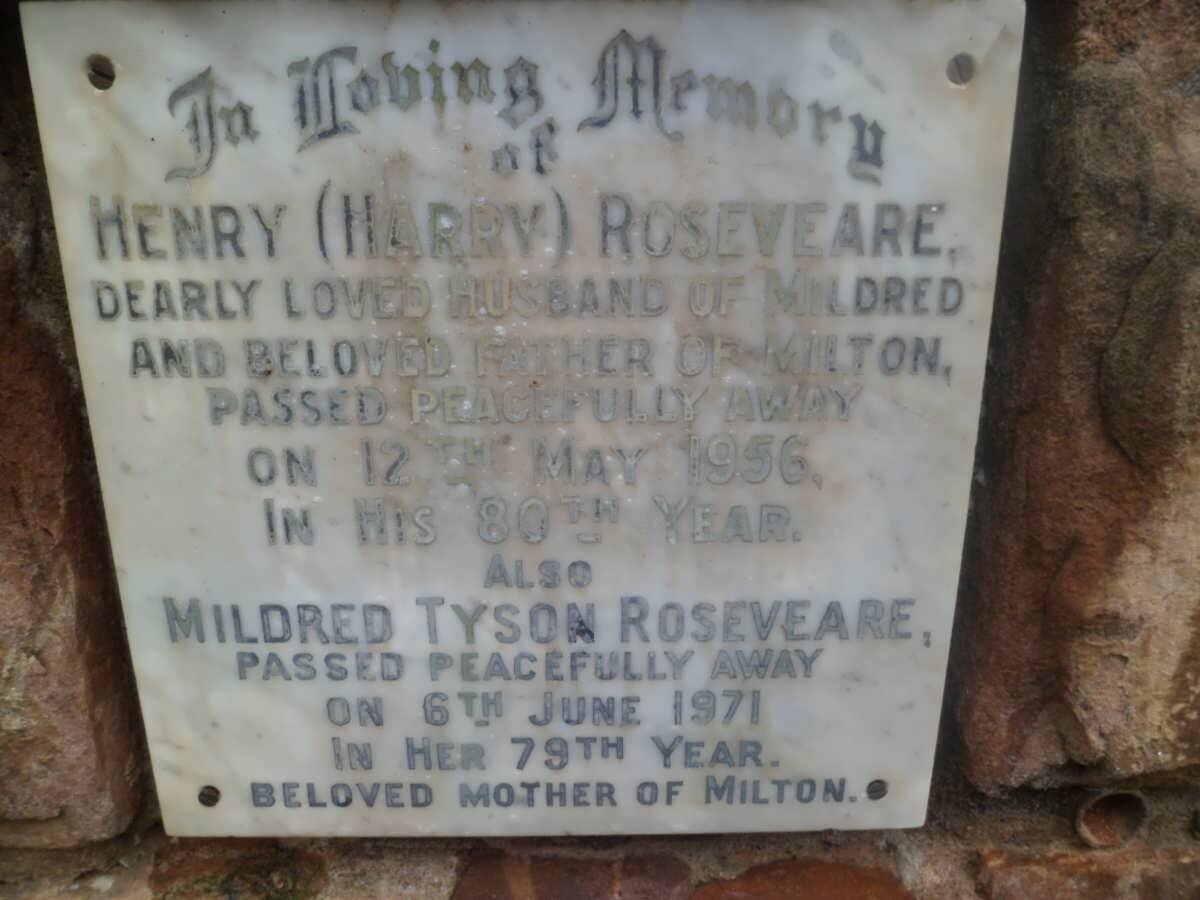 In Loving Memory
of
HENRY (HARRY) ROSEVEARE,
DEARLY LOVED HUSBAND OF MILDRED
AND BELOVED FATHER OF MILTON,
PASSED PEACEFULLY AWAY
ON 12TH MAY 1956,
IN HIS 80TH YEAR.
ALSO
MILDRED TYSON ROSEVEARE,
PASSED PEACEFULLY AWAY
ON 6TH JUNE 1971
IN HER 79TH YEAR.
BELOVED MOTHER OF MILTON.